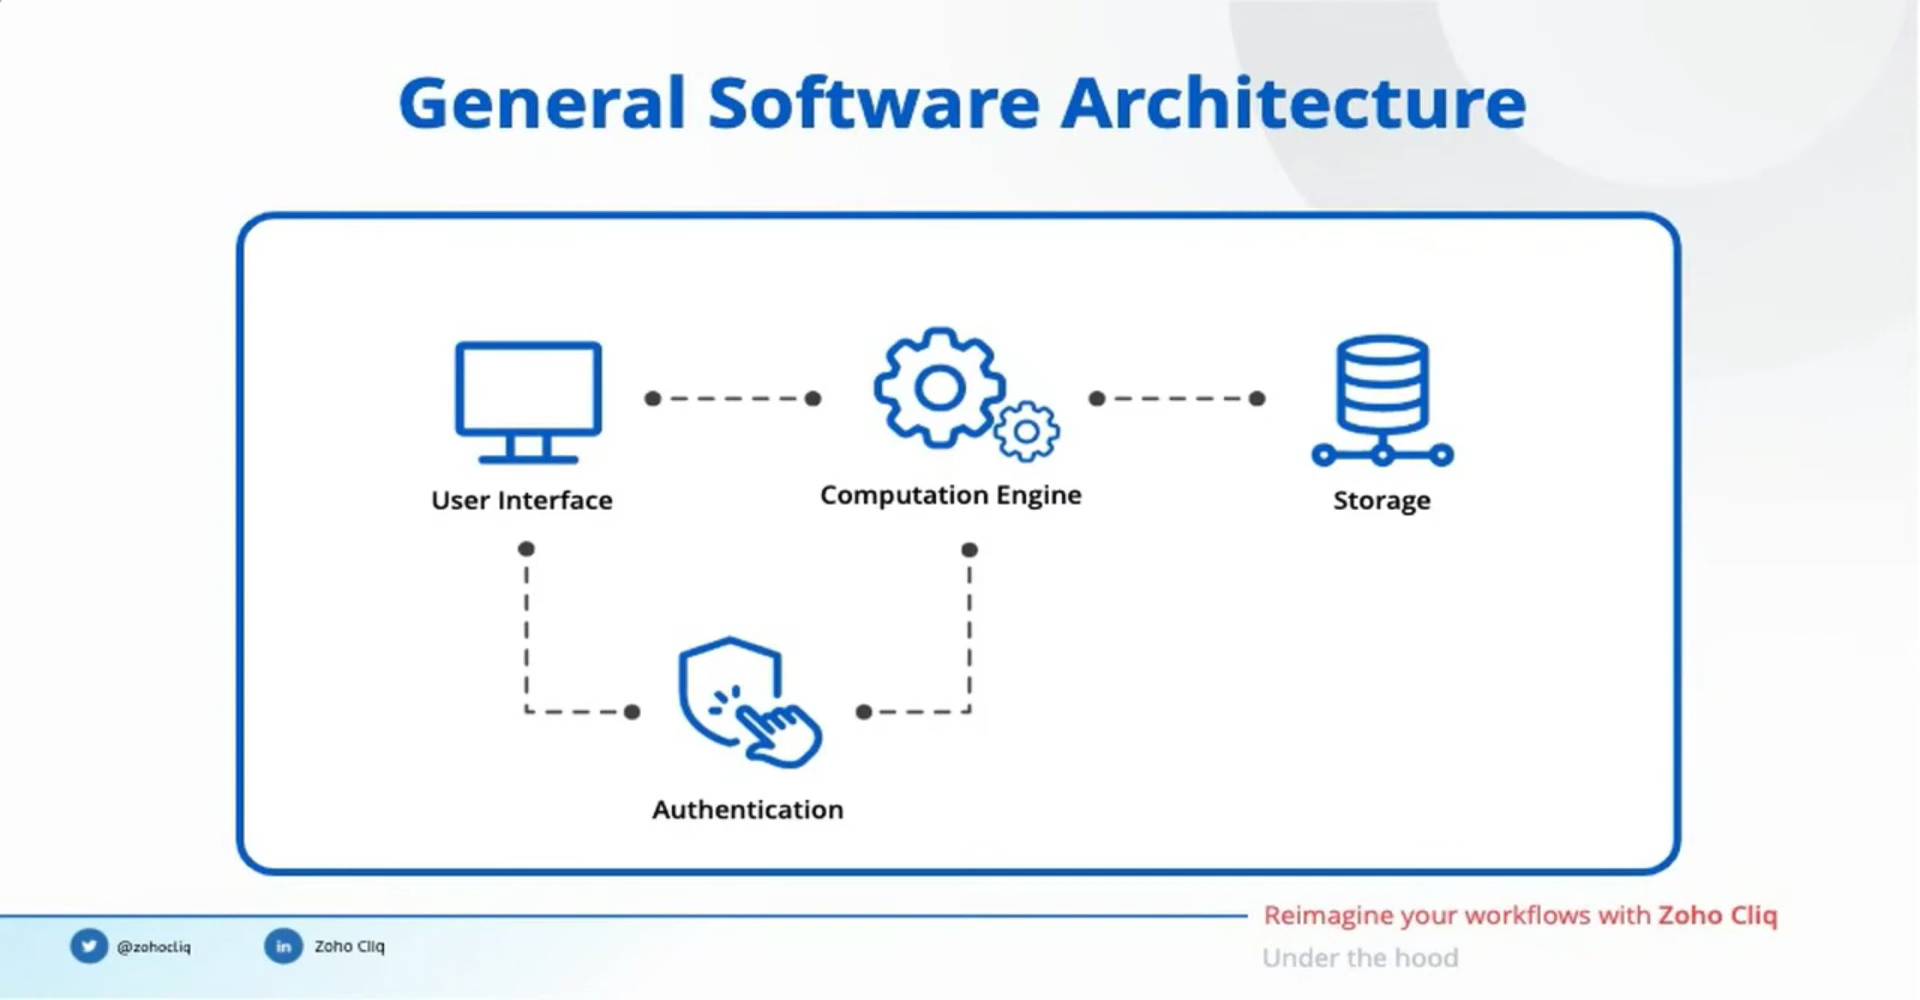 General Software Architecture
User Interface
Computation Engine
Storage
Authentication
Reimagine your workflows with Zoho Cliq
Under the hood
@zohocliq
in
Zoho Cliq